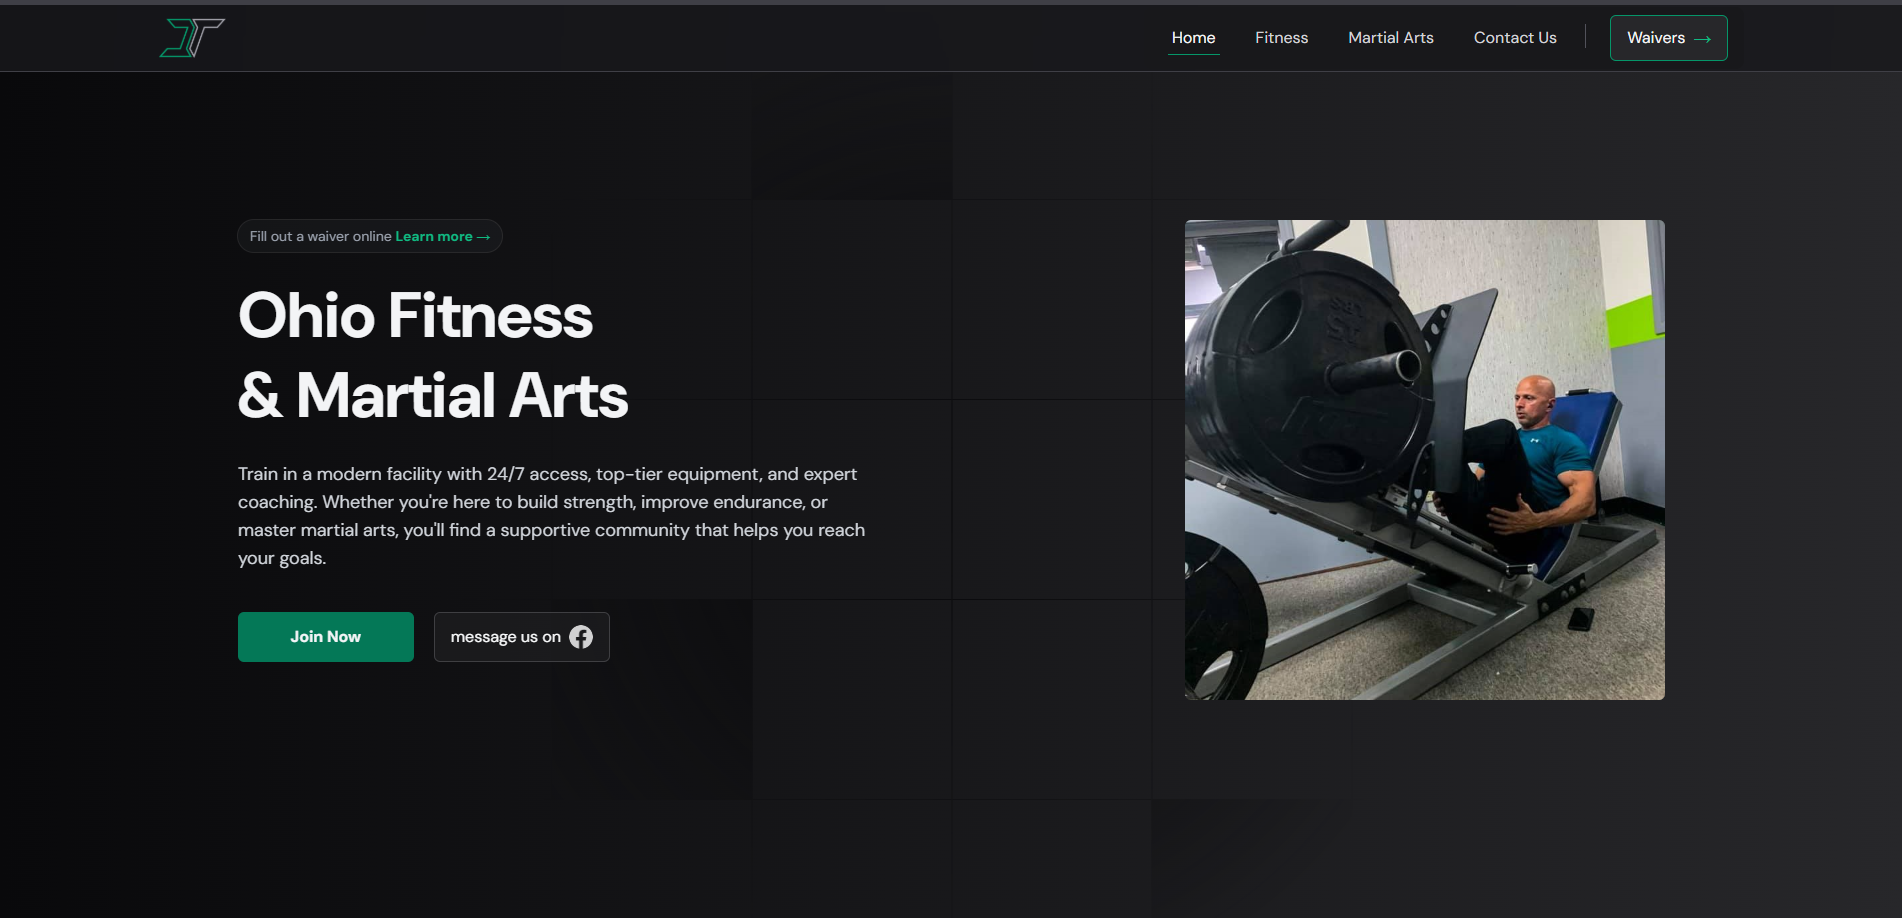 Home
Fitness
Martial Arts
Contact Us
Waivers →
Fill out a waiver online Learn more →
Ohio Fitness
& Martial Arts
Train in a modern facility with 24/7 access, top-tier equipment, and expert
coaching. Whether you're here to build strength, improve endurance, or
master martial arts, you'll find a supportive community that helps you reach
your goals.
Join Now
message us on